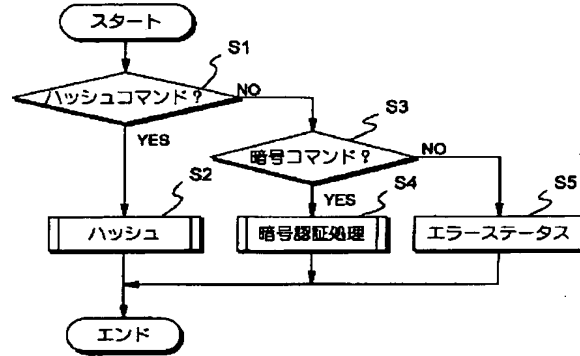 スタート
S1
ハッシュコマンド?
NO
S3
YES
暗号コマンド?
NO
S2
YES
S4
S5
ハッシュ
暗号認証処理
エラーステータス
エンド